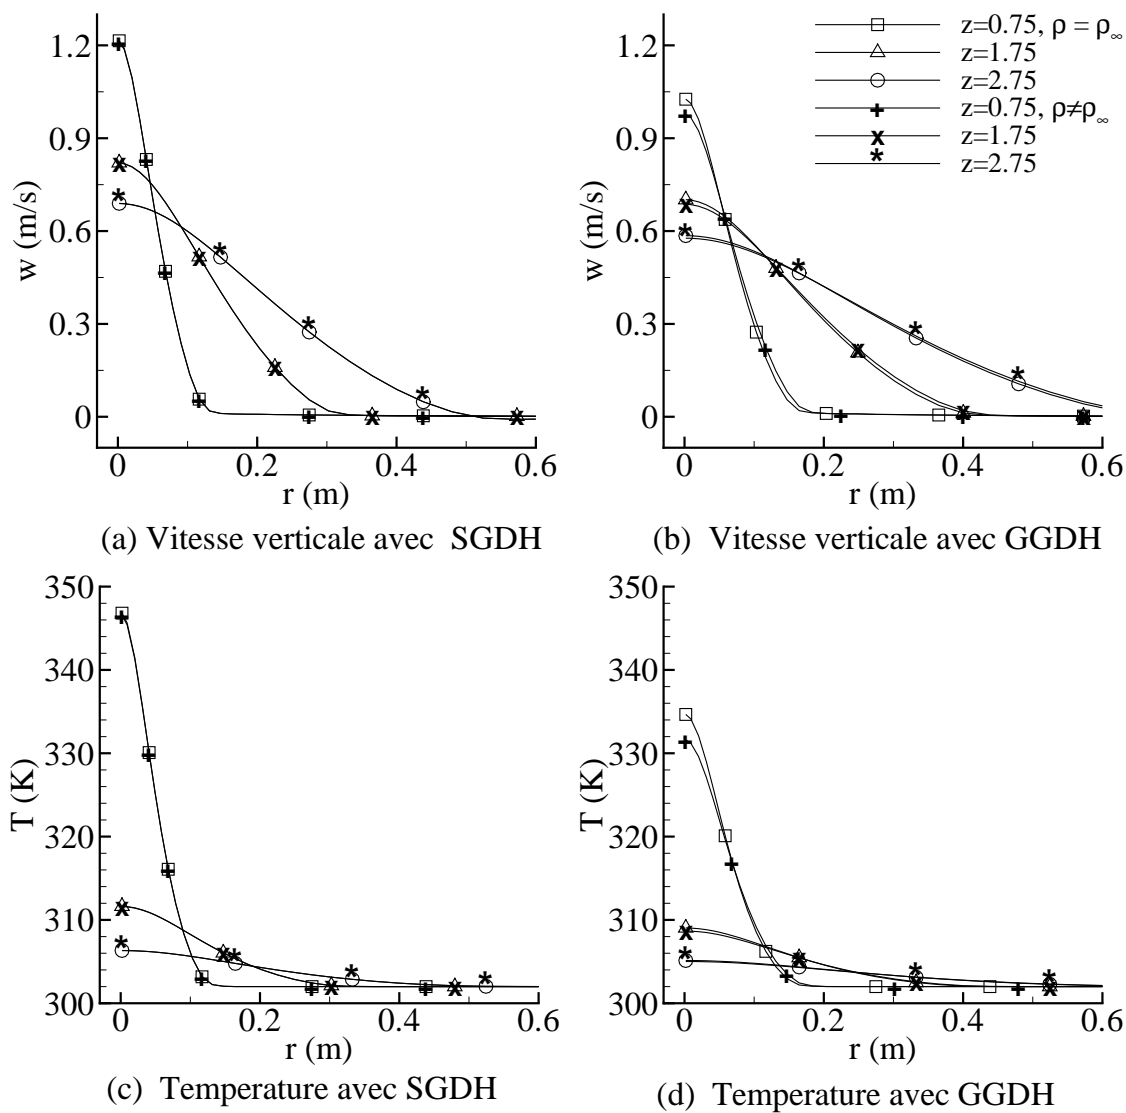 z=0.75, ρ = ρ∞
z=1.75
z=2.75
z=0.75, ρ≠ρ∞
z=1.75
z=2.75
w (m/s)
1.2
0.9
0.6
0.3
0
0 0.2 0.4 0.6
r (m)
(a) Vitesse verticale avec SGDH
w (m/s)
1.2
0.9
0.6
0.3
0
0 0.2 0.4 0.6
r (m)
(b) Vitesse verticale avec GGDH
T (K)
350
340
330
320
310
300
0 0.2 0.4 0.6
r (m)
(c) Temperature avec SGDH
T (K)
350
340
330
320
310
300
0 0.2 0.4 0.6
r (m)
(d) Temperature avec GGDH